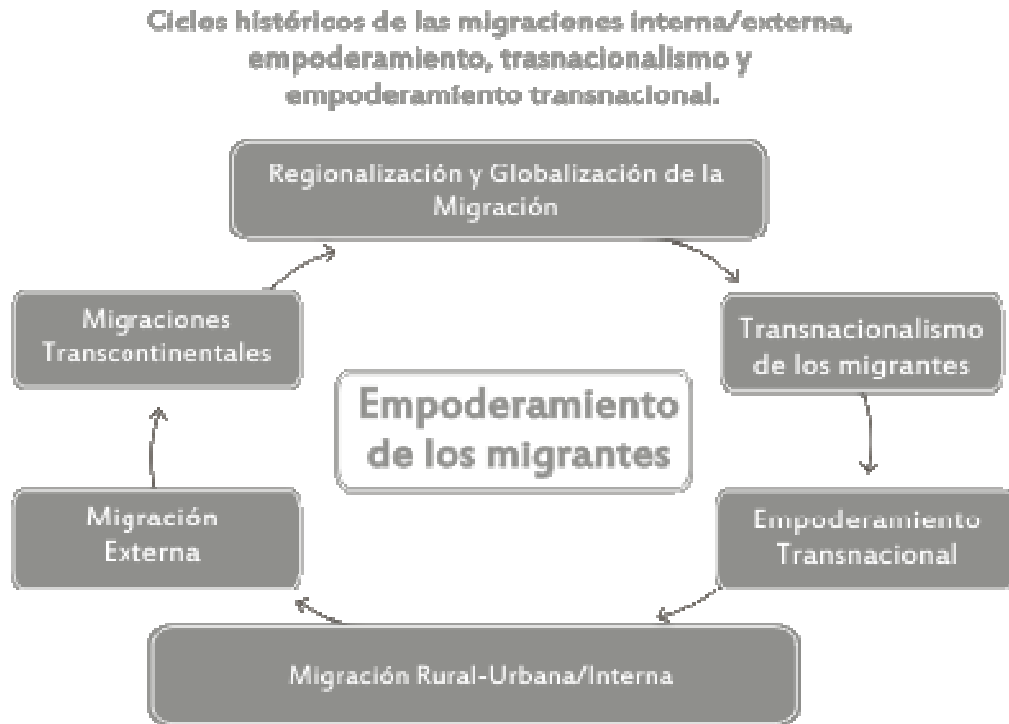 Ciclos históricos de las migraciones interna/externa,
empoderamiento, trasnacionalismo y
empoderamiento transnacional.
Regionalización y Globalización de la
Migración
Migraciones
Transcontinentales
Transnacionalismo
de los migrantes
Empoderamiento
de los migrantes
Migración
Externa
Empoderamiento
Transnacional
Migración Rural-Urbana/Interna